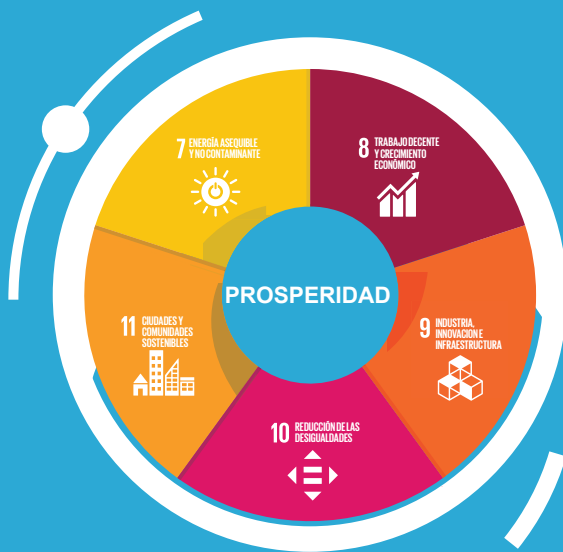 7 ENERGÍA ASEQUIBLE
Y NO CONTAMINANTE
8 TRABAJO DECENTE
Y CRECIMIENTO
ECONÓMICO
PROSPERIDAD
9 INDUSTRIA,
INNOVACIÓN E
INFRAESTRUCTURA
10 REDUCCIÓN DE LAS
DESIGUALDADES
11 CIUDADES Y
COMUNIDADES
SOSTENIBLES